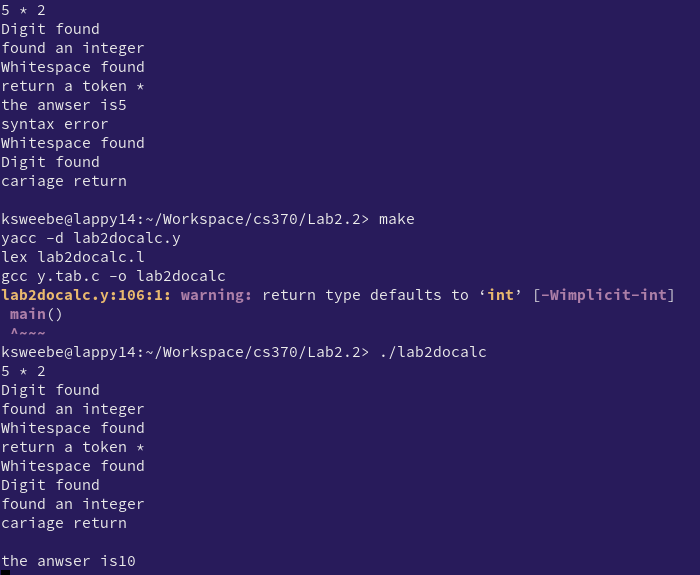 5 * 2
Digit found
found an integer
Whitespace found
return a token *
the anwser is5
syntax error
Whitespace found
Digit found
cariage return
ksweebe@lappy14:~/Workspace/cs370/Lab2.2> make
yacc -d lab2docalc.y
lex lab2docalc.l
gcc y.tab.c -o lab2docalc
lab2docalc.y:106:1: warning: return type defaults to ‘int’ [-Wimplicit-int]
main()
^~~~
ksweebe@lappy14:~/Workspace/cs370/Lab2.2> ./lab2docalc
5 * 2
Digit found
found an integer
Whitespace found
return a token *
Whitespace found
Digit found
found an integer
cariage return
the anwser is10